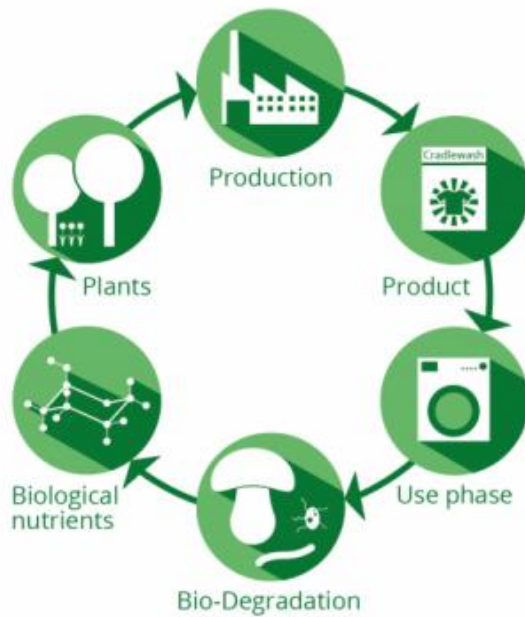 Production
Cradlewash
Plants
Product
Biological
nutrients
Use phase
Bio-Degradation